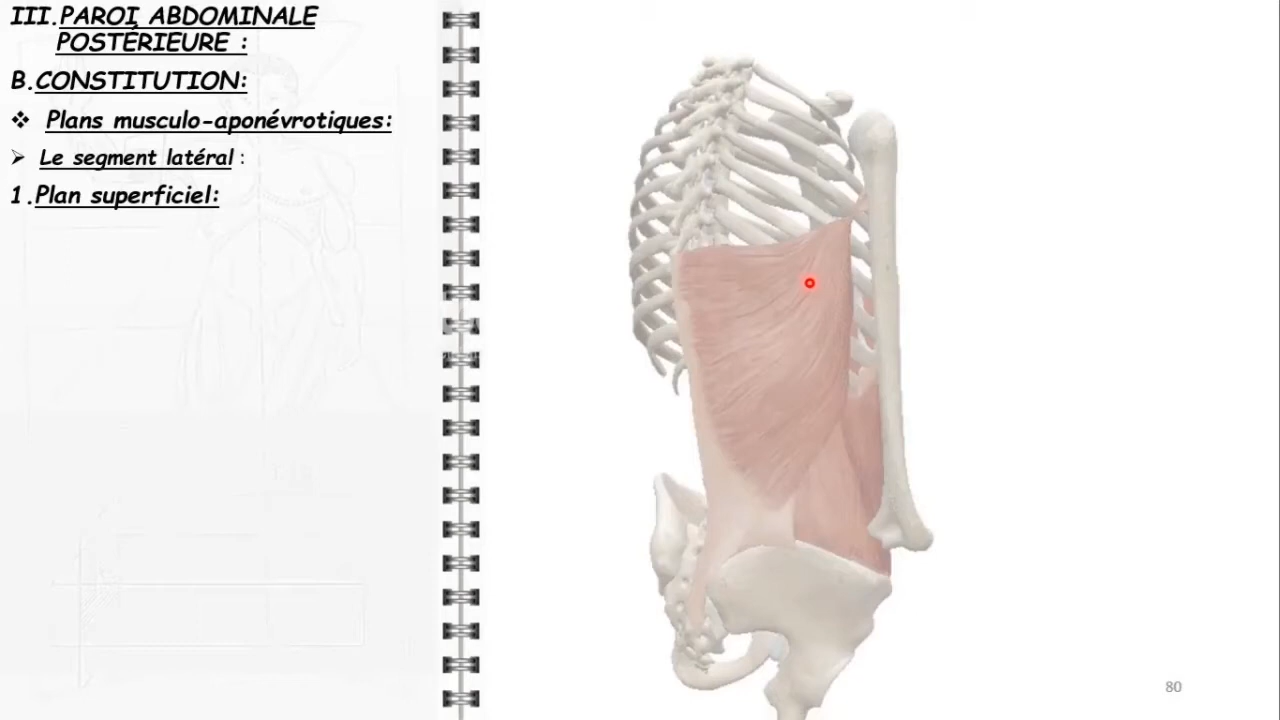 III.PAROI ABDOMINALE
POSTÉRIEURE :
B.CONSTITUTION:
❖ Plans musculo-aponévrotiques:
➢ Le segment latéral :
1.Plan superficiel:
80